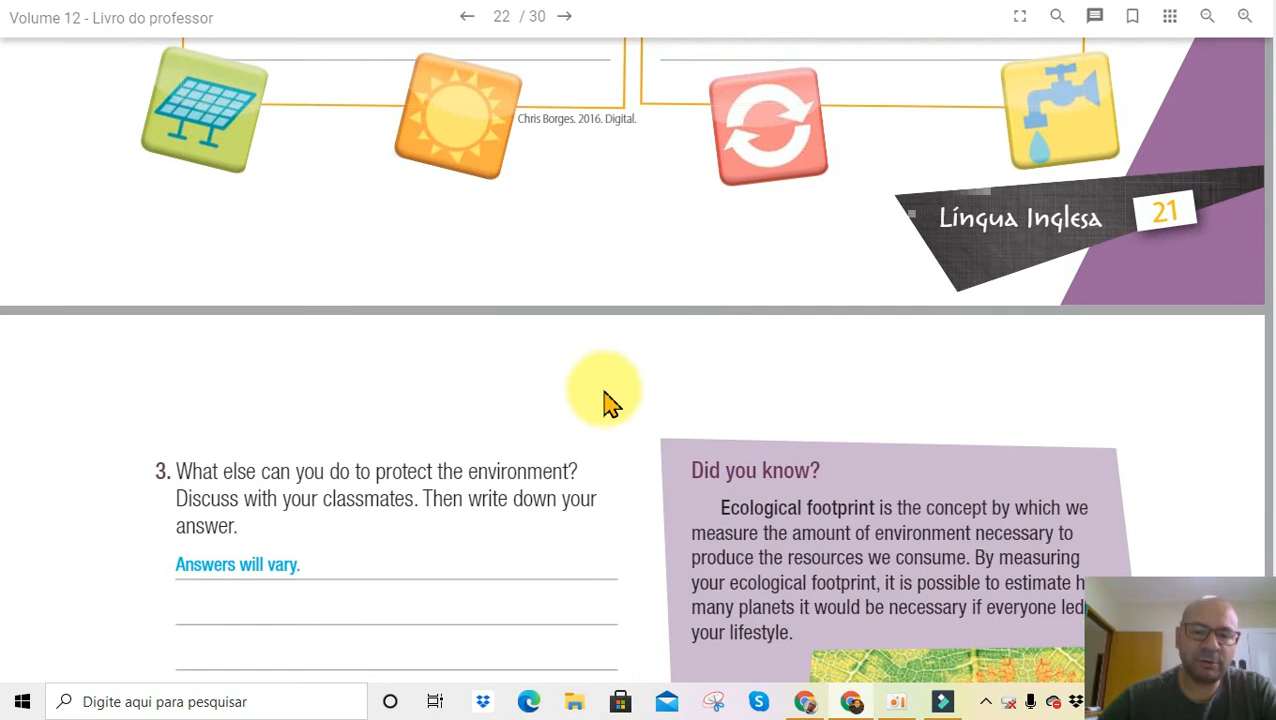 Volume 12 - Livro do professor
22 / 30
Chris Borges. 2016. Digital.
Língua Inglesa 21
3. What else can you do to protect the environment?
Discuss with your classmates. Then write down your
answer.
Answers will vary.
Did you know?
Ecological footprint is the concept by which we
measure the amount of environment necessary to
produce the resources we consume. By measuring
your ecological footprint, it is possible to estimate h
many planets it would be necessary if everyone led
your lifestyle.
Digite aqui para pesquisar